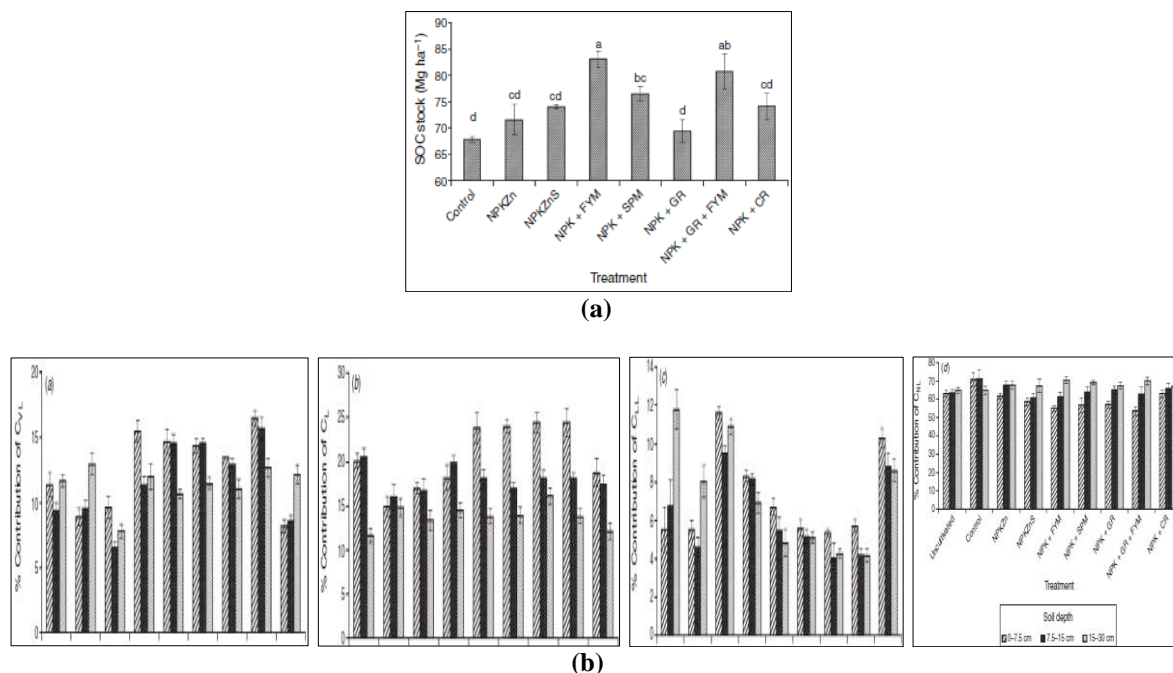 90
85
80
75
70
65
60
SOC stock (Mg ha⁻¹)
d
cd
cd
a
bc
d
ab
cd
Control
NPKZn
NPKZnS
NPK + FYM
NPK + SPM
NPK + GR
NPK + GR + FYM
NPK + CR
Treatment
(a)
% Contribution of C_VL
20
15
10
5
0
(a)
% Contribution of C_L
30
25
20
15
10
5
0
(b)
% Contribution of C_LL
14
12
10
8
6
4
2
0
(c)
% Contribution of C_NL
80
70
60
50
40
30
20
10
0
(d)
Uncultivated
Control
NPKZn
NPKZnS
NPK + FYM
NPK + SPM
NPK + GR
NPK + GR + FYM
NPK + CR
Treatment
Soil depth
0–7.5 cm 7.5–15 cm 15–30 cm
(b)